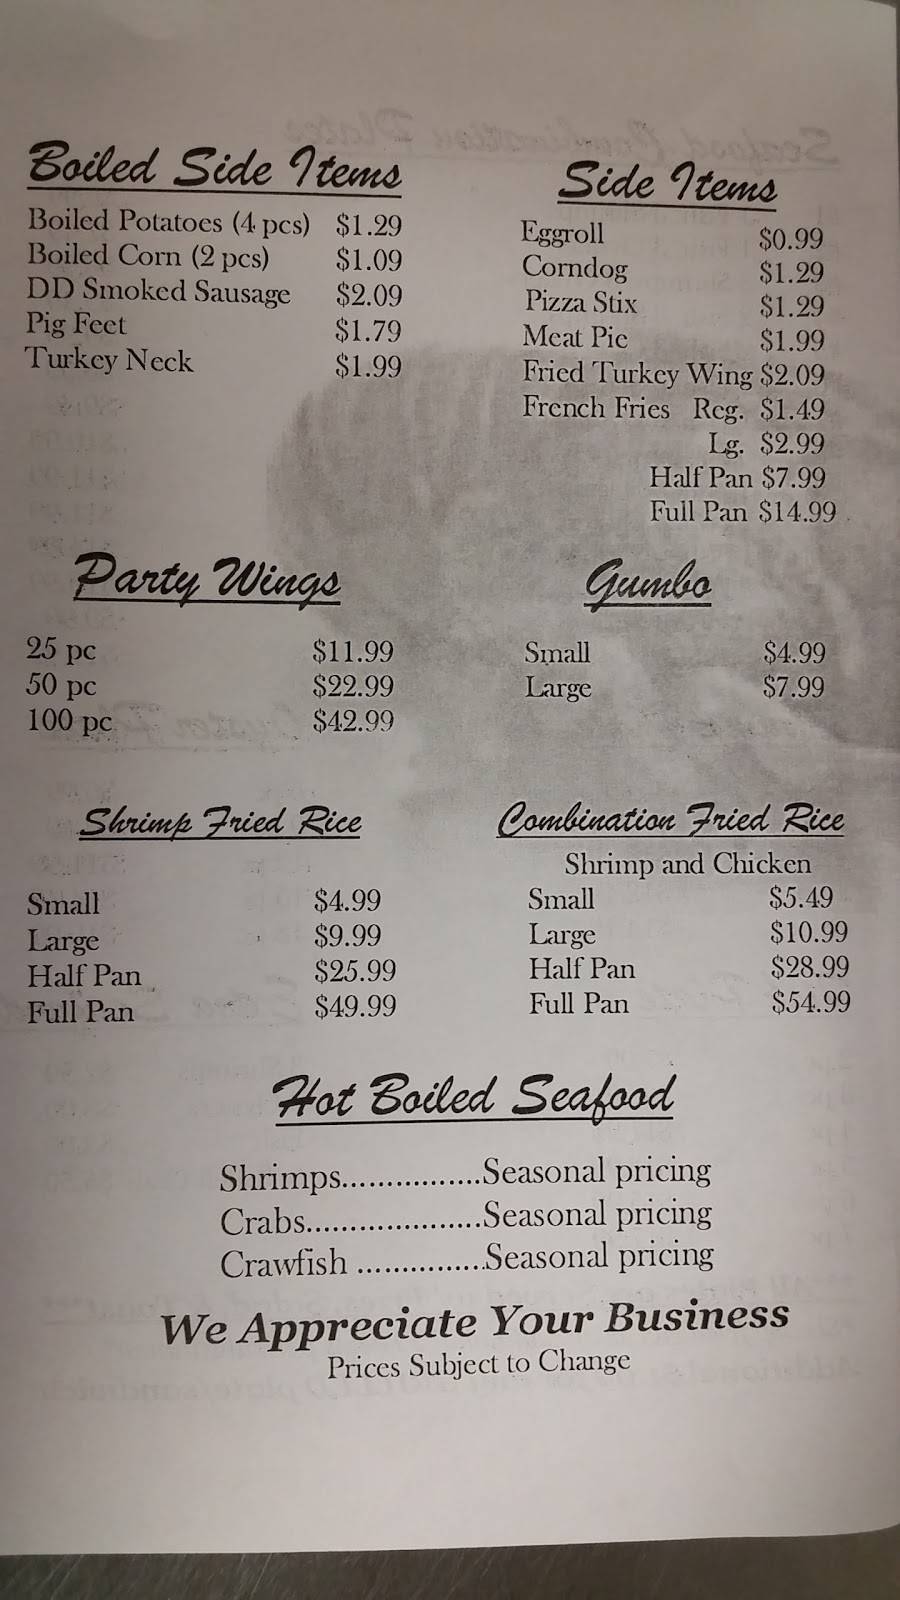 Boiled Side Items
Boiled Potatoes (4 pcs) $1.29
Boiled Corn (2 pcs) $1.09
DD Smoked Sausage $2.09
Pig Feet $1.79
Turkey Neck $1.99
Side Items
Eggroll $0.99
Corndog $1.29
Pizza Stix $1.29
Meat Pie $1.99
Fried Turkey Wing $2.09
French Fries Reg. $1.49
Lg. $2.99
Half Pan $7.99
Full Pan $14.99
Party Wings
25 pc $11.99
50 pc $22.99
100 pc $42.99
Gumbo
Small $4.99
Large $7.99
Shrimp Fried Rice
Small $4.99
Large $9.99
Half Pan $25.99
Full Pan $49.99
Combination Fried Rice
Shrimp and Chicken
Small $5.49
Large $10.99
Half Pan $28.99
Full Pan $54.99
Hot Boiled Seafood
Shrimps................Seasonal pricing
Crabs....................Seasonal pricing
Crawfish ...............Seasonal pricing
We Appreciate Your Business
Prices Subject to Change